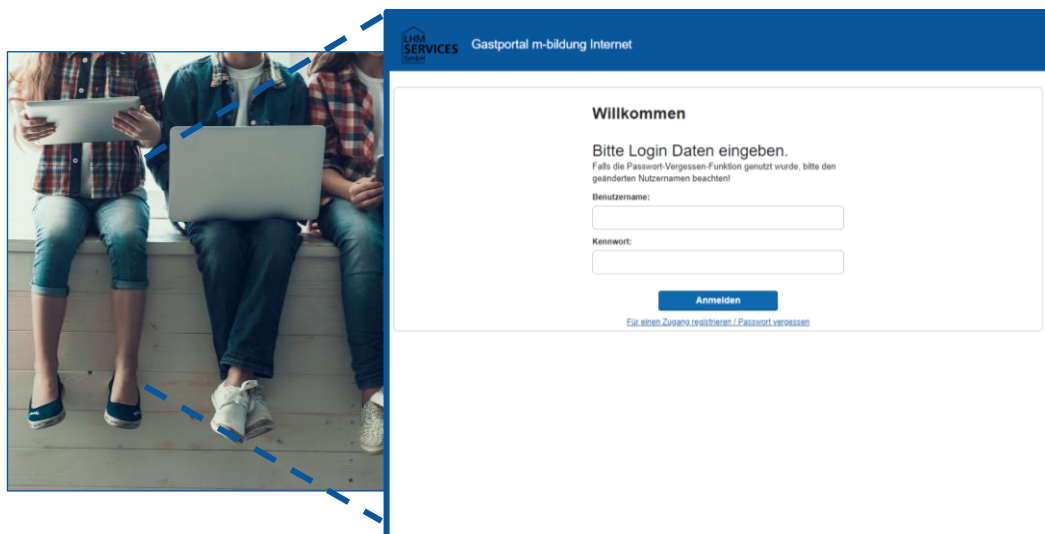 LHM
SERVICES
GmbH
Gastportal m-bildung Internet
Willkommen
Bitte Login Daten eingeben.
Falls die Passwort-Vergessen-Funktion genutzt wurde, bitte den
geänderten Nutzernamen beachten!
Benutzername:
Kennwort:
Anmelden
Für einen Zugang registrieren / Passwort vergessen